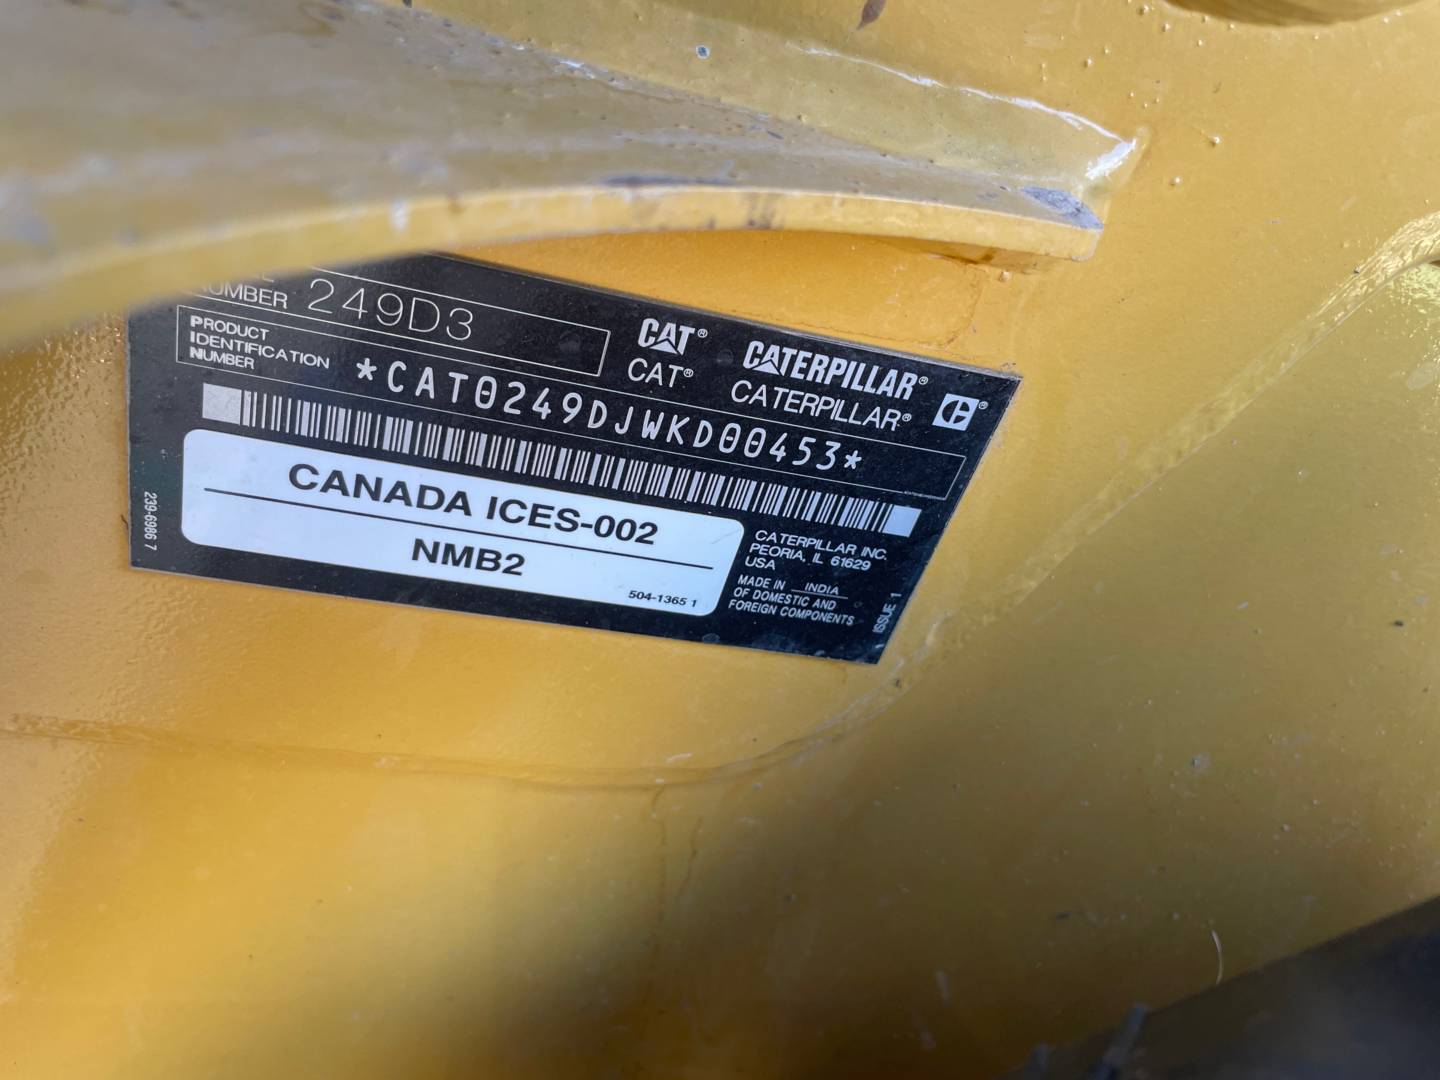 NUMBER 249D3
PRODUCT
IDENTIFICATION
NUMBER
*CAT0249DJWKD00453*
CAT®
CAT®
CATERPILLAR®
CATERPILLAR®
CANADA ICES-002
NMB2
504-1365 1
239-6986 7
CATERPILLAR INC.
PEORIA, IL 61629
USA
MADE IN INDIA
OF DOMESTIC AND
FOREIGN COMPONENTS
ISSUE 1